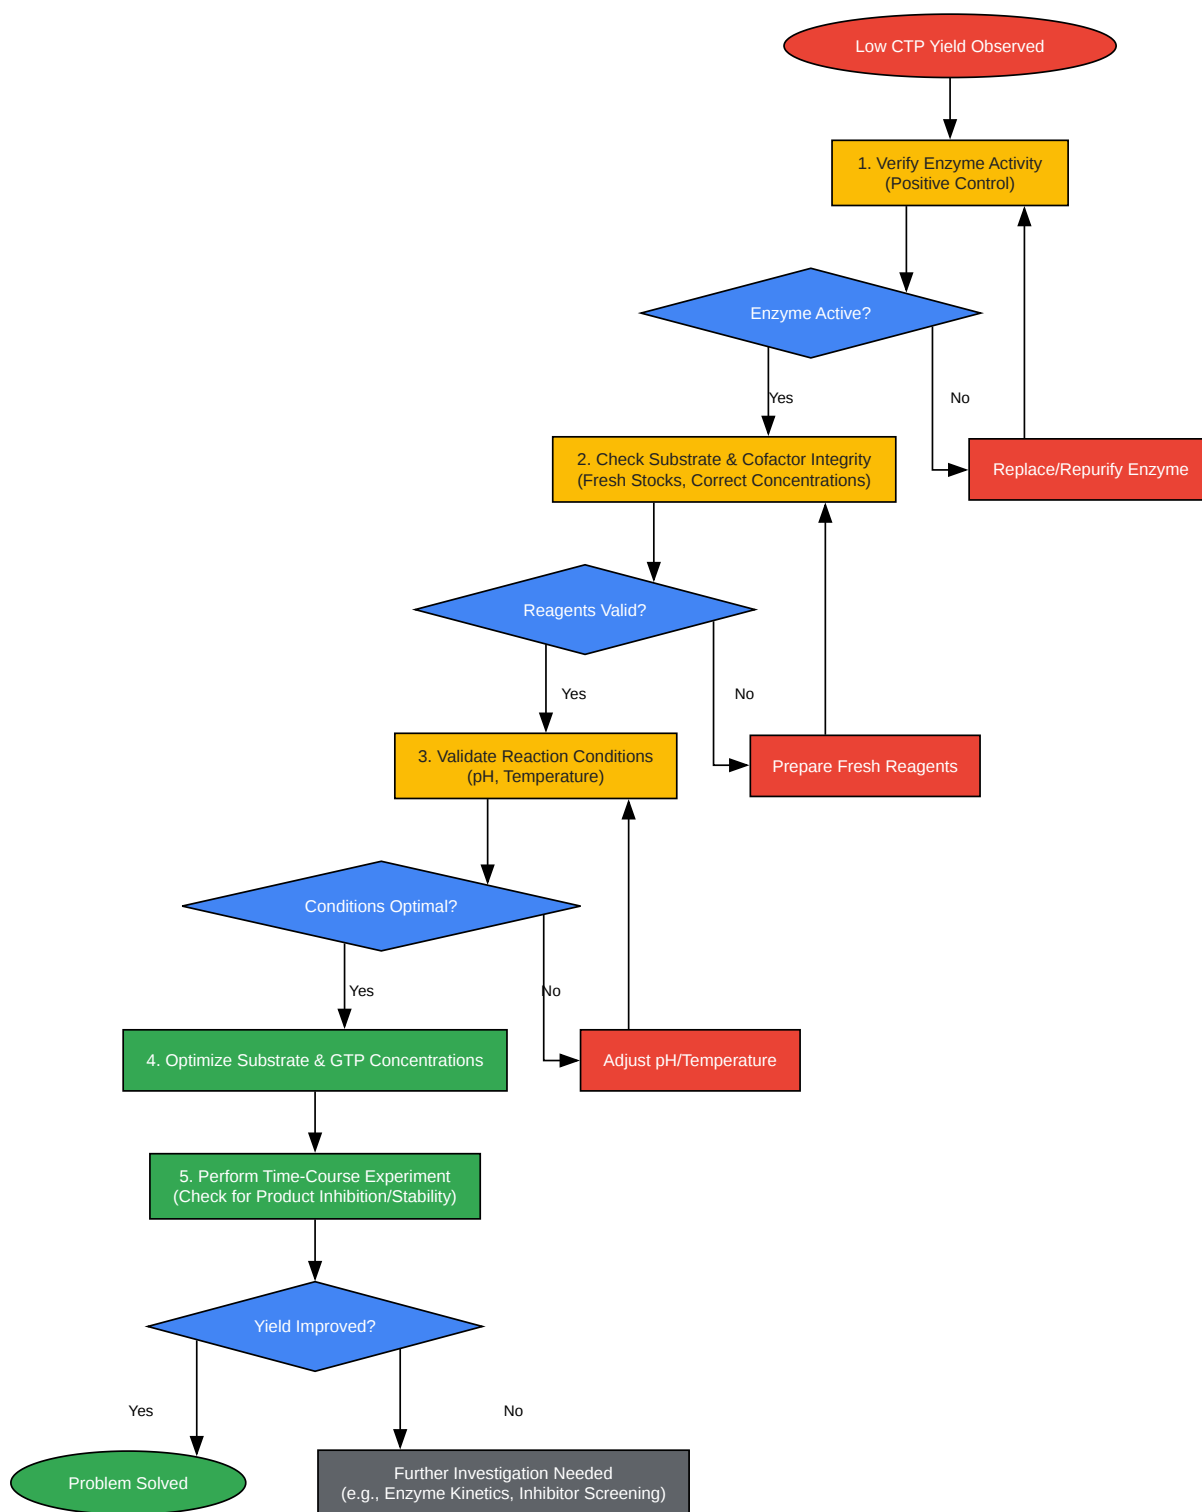 Low CTP Yield Observed
1. Verify Enzyme Activity
(Positive Control)
Enzyme Active?
Yes
No
2. Check Substrate & Cofactor Integrity
(Fresh Stocks, Correct Concentrations)
Replace/Repurify Enzyme
Reagents Valid?
Yes
No
3. Validate Reaction Conditions
(pH, Temperature)
Prepare Fresh Reagents
Conditions Optimal?
Yes
No
4. Optimize Substrate & GTP Concentrations
Adjust pH/Temperature
5. Perform Time-Course Experiment
(Check for Product Inhibition/Stability)
Yield Improved?
Yes
No
Problem Solved
Further Investigation Needed
(e.g., Enzyme Kinetics, Inhibitor Screening)